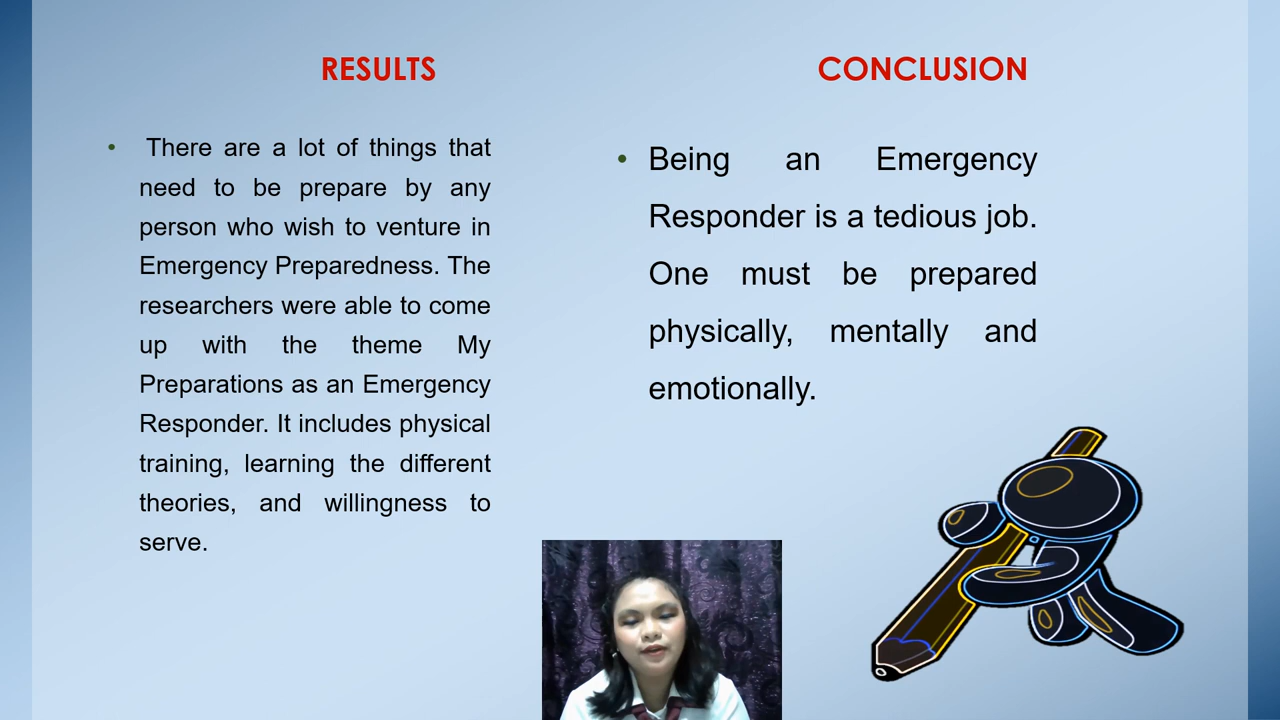 RESULTS
• There are a lot of things that
need to be prepare by any
person who wish to venture in
Emergency Preparedness. The
researchers were able to come
up with the theme My
Preparations as an Emergency
Responder. It includes physical
training, learning the different
theories, and willingness to
serve.
CONCLUSION
• Being an Emergency
Responder is a tedious job.
One must be prepared
physically, mentally and
emotionally.